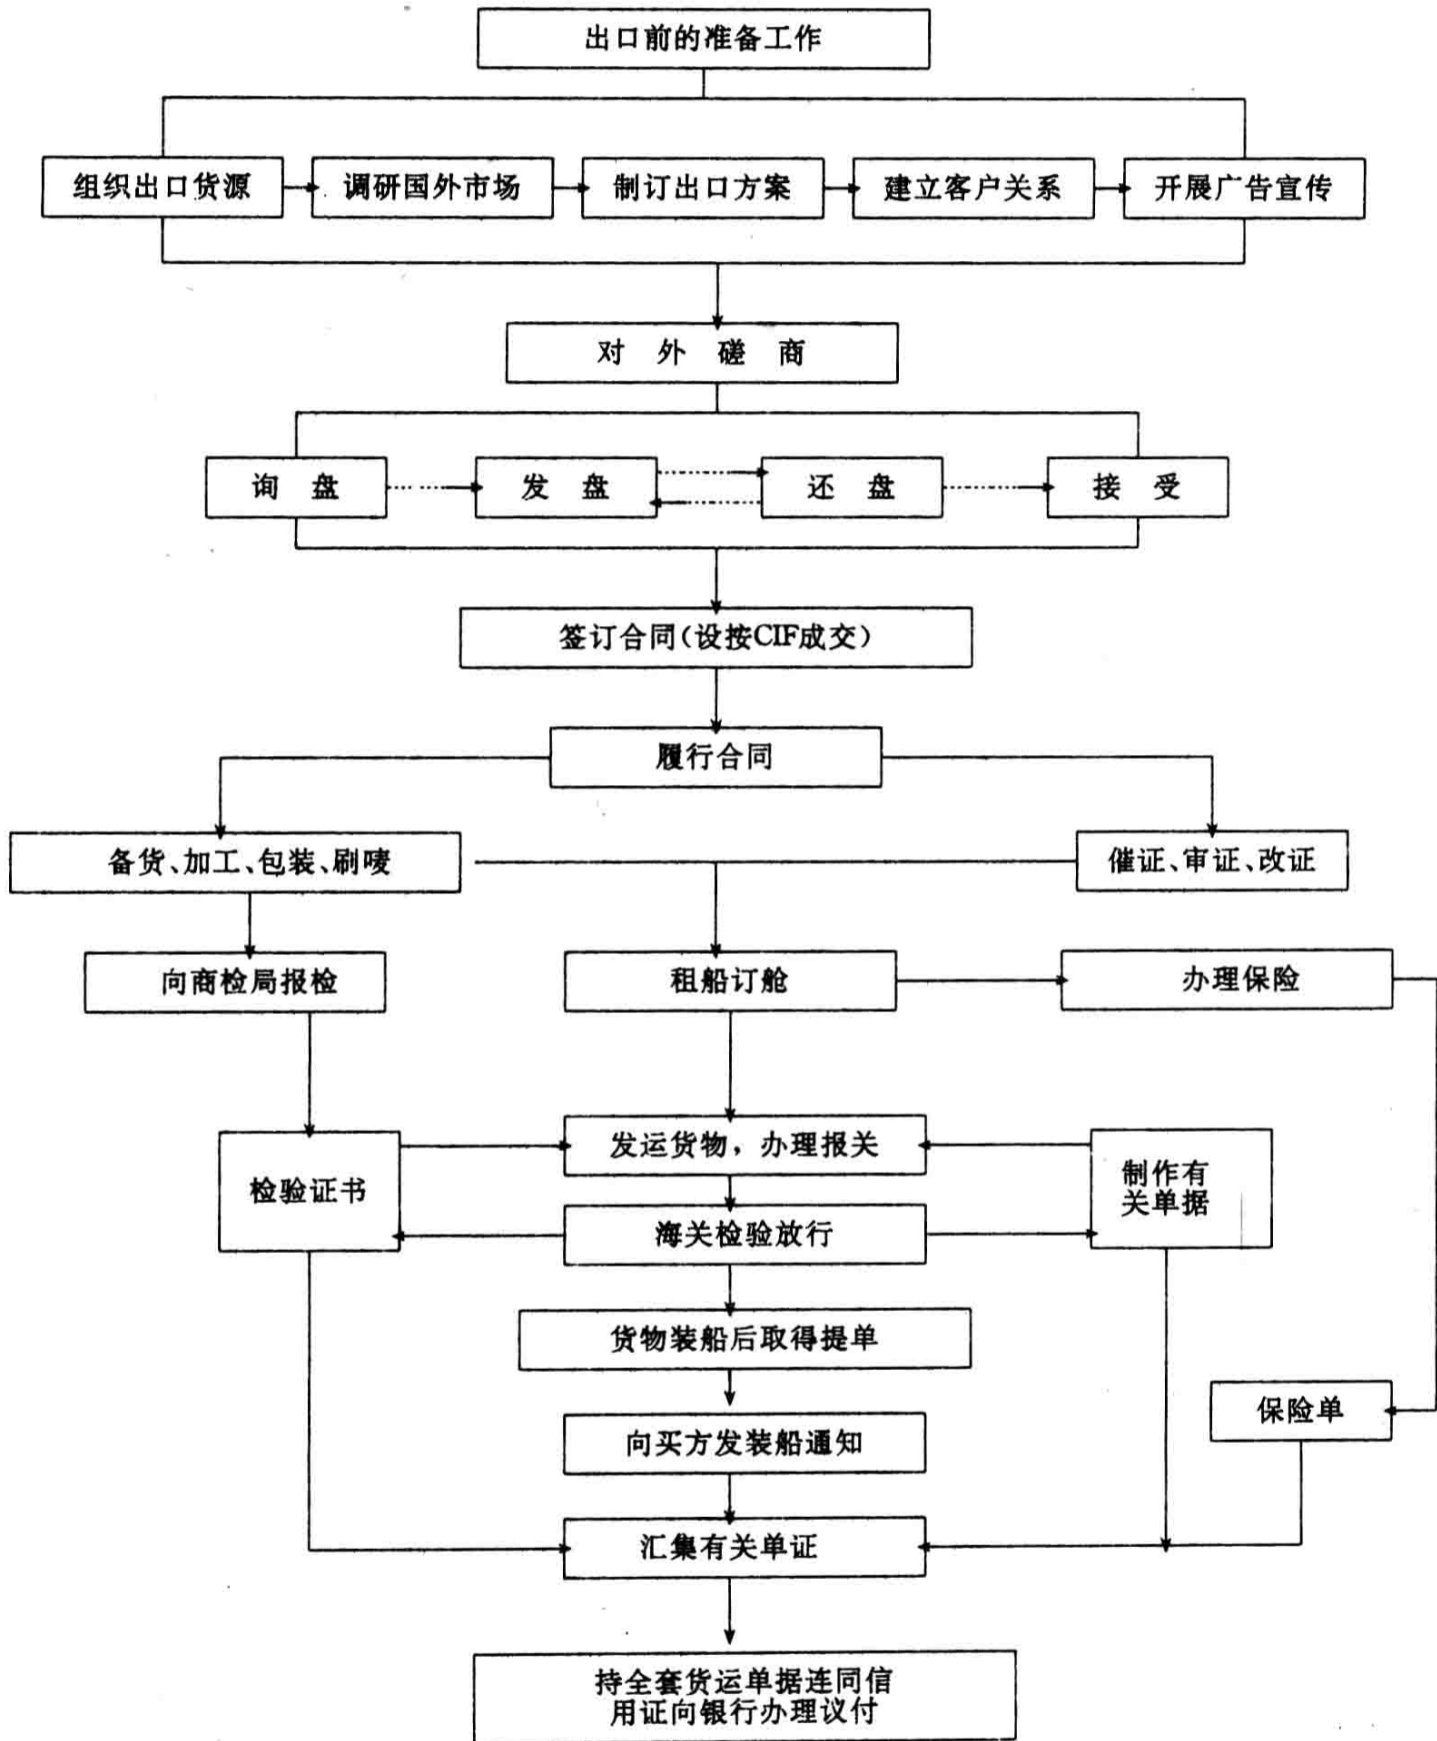 出口前的准备工作
组织出口货源
调研国外市场
制订出口方案
建立客户关系
开展广告宣传
对 外 磋 商
询 盘
发 盘
还 盘
接 受
签订合同(设按CIF成交)
履行合同
备货、加工、包装、刷唛
催证、审证、改证
向商检局报检
租船订舱
办理保险
发运货物，办理报关
检验证书
制作有
关单据
海关检验放行
货物装船后取得提单
保险单
向买方发装船通知
汇集有关单证
持全套货运单据连同信
用证向银行办理议付